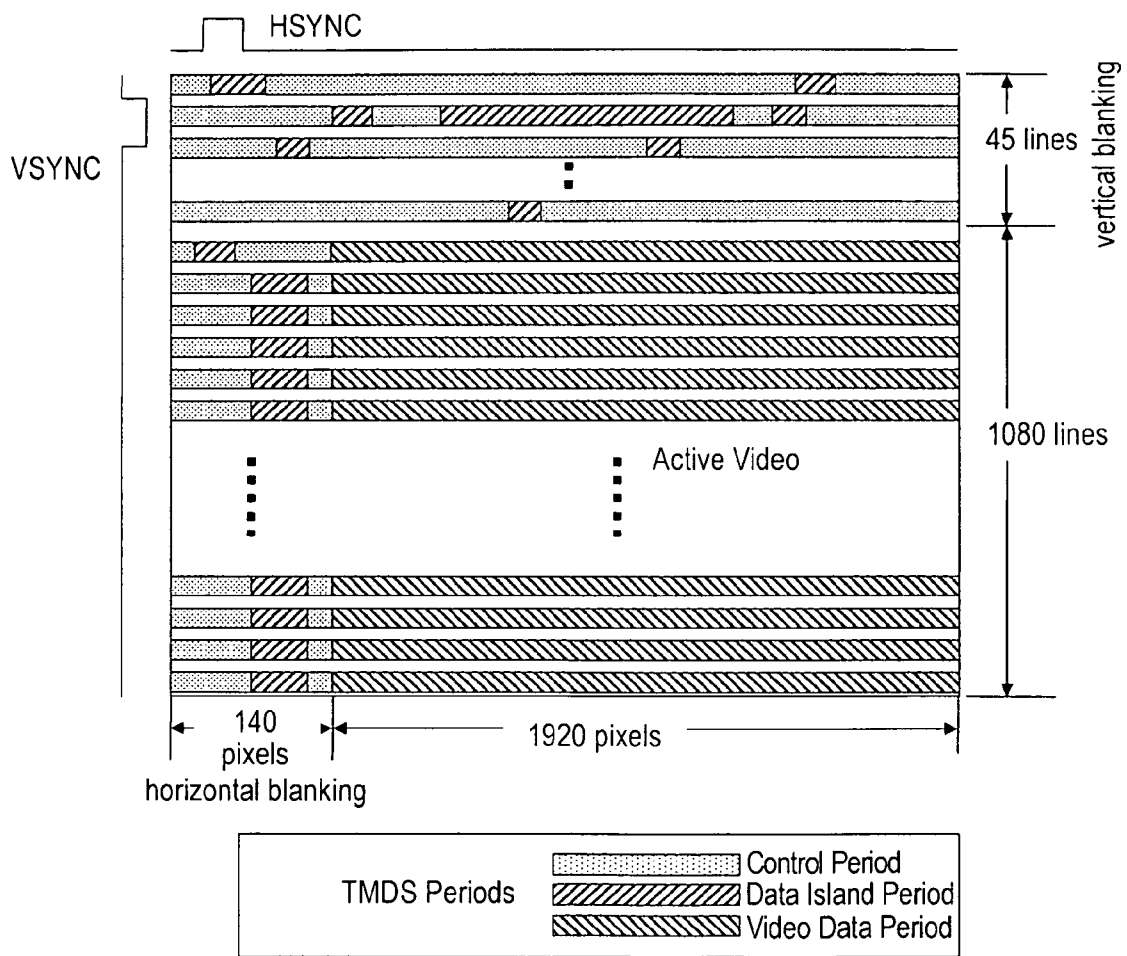 HSYNC
VSYNC
45 lines
vertical blanking
1080 lines
Active Video
140
pixels
horizontal blanking
1920 pixels
TMDS Periods
Control Period
Data Island Period
Video Data Period